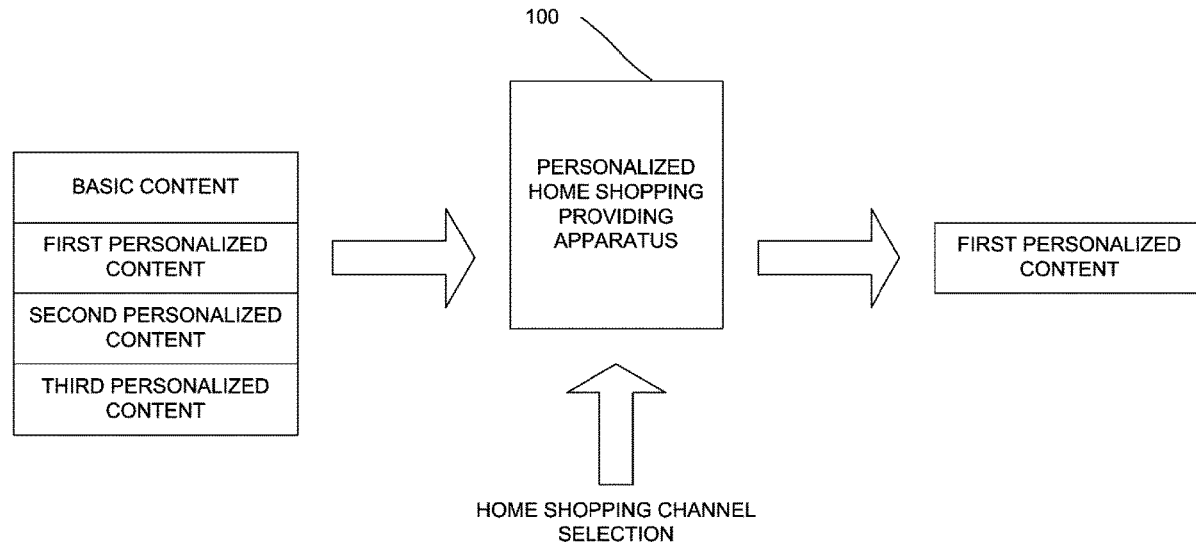 100
BASIC CONTENT
FIRST PERSONALIZED
CONTENT
SECOND PERSONALIZED
CONTENT
THIRD PERSONALIZED
CONTENT
PERSONALIZED
HOME SHOPPING
PROVIDING
APPARATUS
FIRST PERSONALIZED
CONTENT
HOME SHOPPING CHANNEL
SELECTION